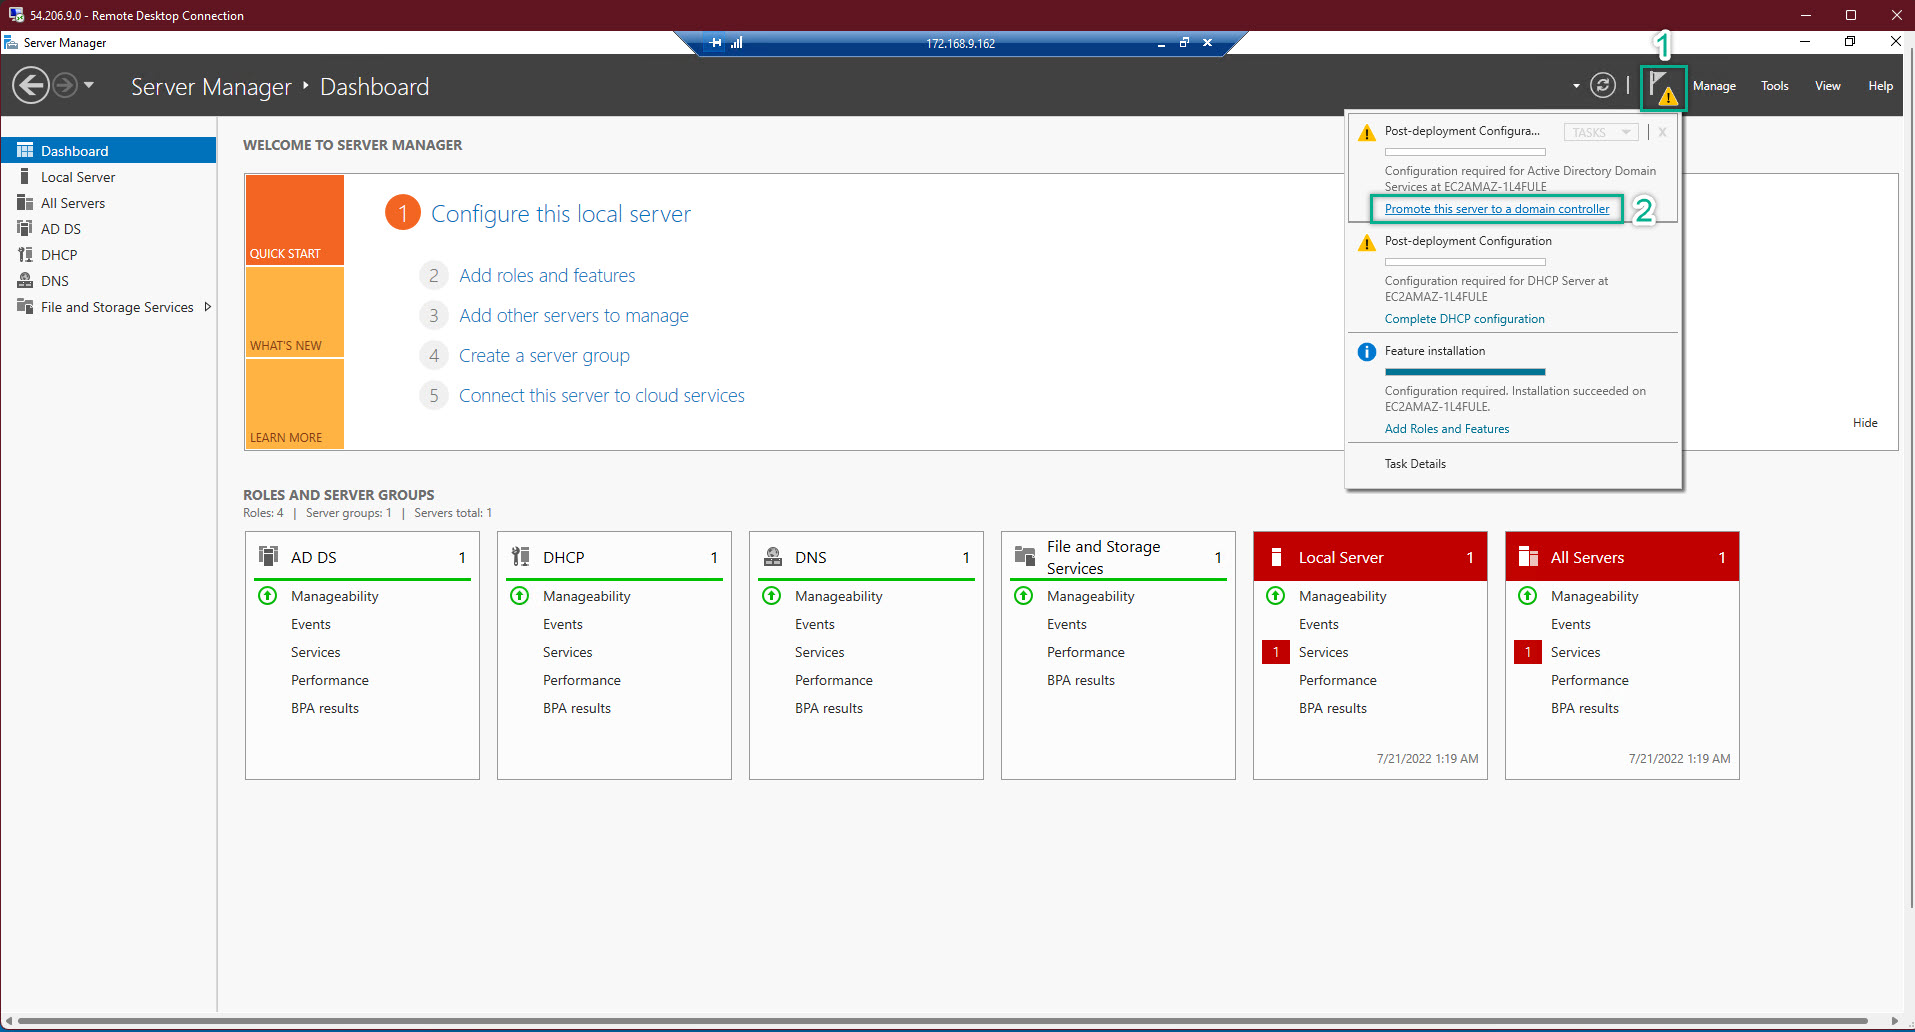 54.206.9.0 - Remote Desktop Connection
Server Manager
172.168.9.162
1
Server Manager
Dashboard
Manage
Tools
View
Help
Dashboard
Local Server
All Servers
AD DS
DHCP
DNS
File and Storage Services
WELCOME TO SERVER MANAGER
QUICK START
WHAT'S NEW
LEARN MORE
1 Configure this local server
2 Add roles and features
3 Add other servers to manage
4 Create a server group
5 Connect this server to cloud services
Hide
Post-deployment Configura...
TASKS
X
Configuration required for Active Directory Domain
Services at EC2AMAZ-1L4FULE
Promote this server to a domain controller
2
Post-deployment Configuration
Configuration required for DHCP Server at
EC2AMAZ-1L4FULE
Complete DHCP configuration
Feature installation
Configuration required. Installation succeeded on
EC2AMAZ-1L4FULE.
Add Roles and Features
Task Details
ROLES AND SERVER GROUPS
Roles: 4 | Server groups: 1 | Servers total: 1
AD DS 1
Manageability
Events
Services
Performance
BPA results
DHCP 1
Manageability
Events
Services
Performance
BPA results
DNS 1
Manageability
Events
Services
Performance
BPA results
File and Storage
Services
1
Manageability
Events
Performance
BPA results
Local Server 1
Manageability
Events
1 Services
Performance
BPA results
7/21/2022 1:19 AM
All Servers 1
Manageability
Events
1 Services
Performance
BPA results
7/21/2022 1:19 AM